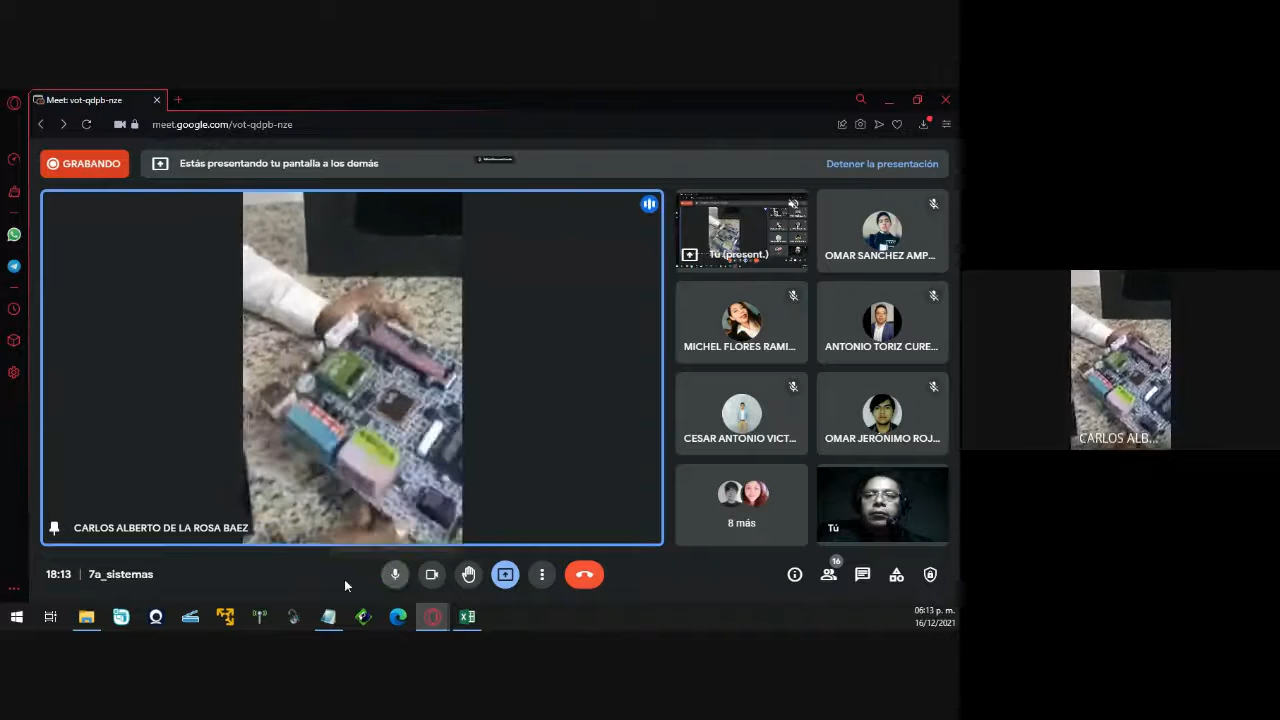 Meet: vot-qdpb-nze
meet.google.com/vot-qdpb-nze
GRABANDO
Estás presentando tu pantalla a los demás
Detener la presentación
Tú (present.)
OMAR SANCHEZ AMP...
MICHEL FLORES RAMI...
ANTONIO TORIZ CURE...
CESAR ANTONIO VICT...
OMAR JERÓNIMO ROJ...
8 más
Tú
CARLOS ALBERTO DE LA ROSA BAEZ
CARLOS ALB...
18:13 | 7a_sistemas
16
06:13 p. m.
16/12/2021